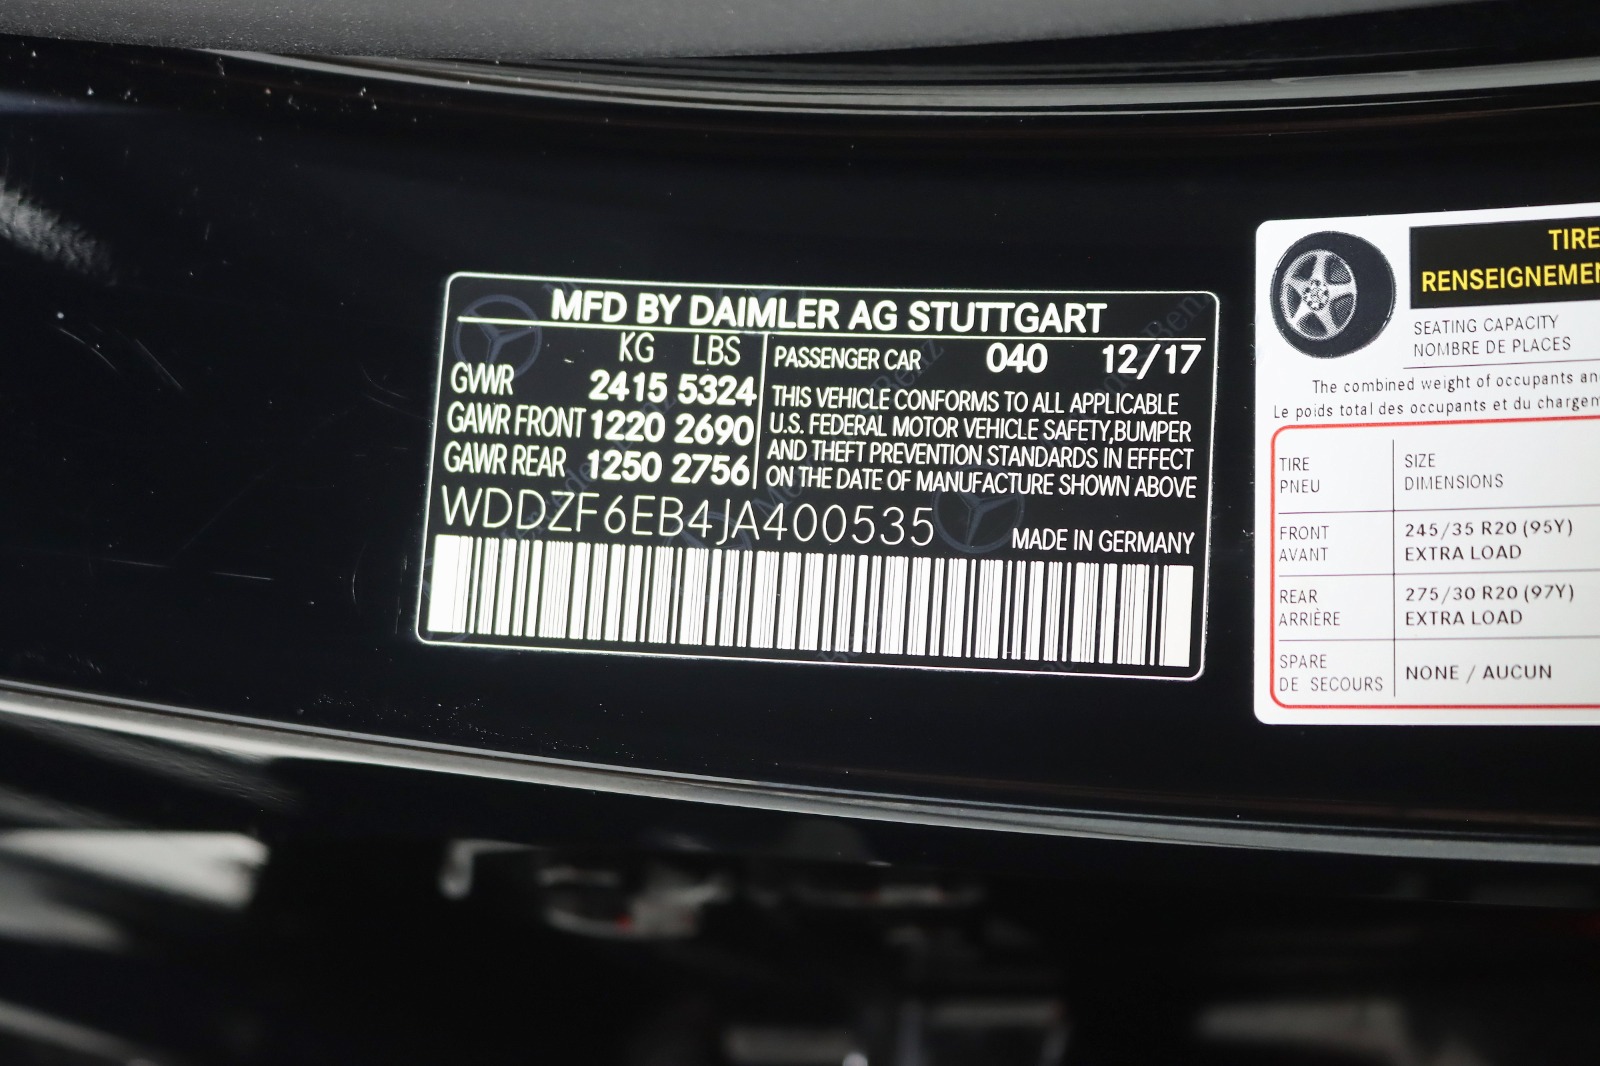 MFD BY DAIMLER AG STUTTGART
KG LBS
GVWR 2415 5324
GAWR FRONT 1220 2690
GAWR REAR 1250 2756
PASSENGER CAR 040 12/17
THIS VEHICLE CONFORMS TO ALL APPLICABLE
U.S. FEDERAL MOTOR VEHICLE SAFETY,BUMPER
AND THEFT PREVENTION STANDARDS IN EFFECT
ON THE DATE OF MANUFACTURE SHOWN ABOVE
WDDZF6EB4JA400535
MADE IN GERMANY
TIRE
SEATING CAPACITY
NOMBRE DE PLACES
The combined weight of occupants
Le poids total des occupants et du
TIRE
PNEU
SIZE
DIMENSIONS
FRONT
AVANT
245/35 R20 (95Y)
EXTRA LOAD
REAR
ARRIÈRE
275/30 R20 (97Y)
EXTRA LOAD
SPARE
DE SECOURS
NONE / AUCUN